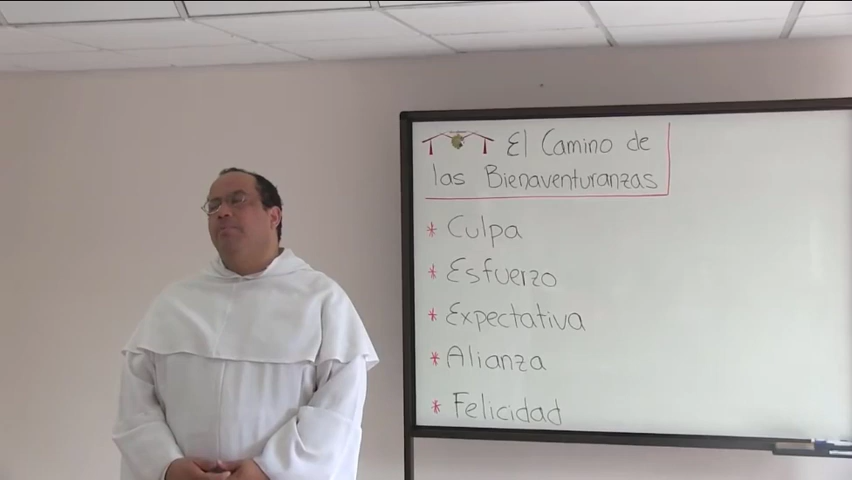 El Camino de
las Bienaventuranzas
* Culpa
* Esfuerzo
* Expectativa
* Alianza
* Felicidad